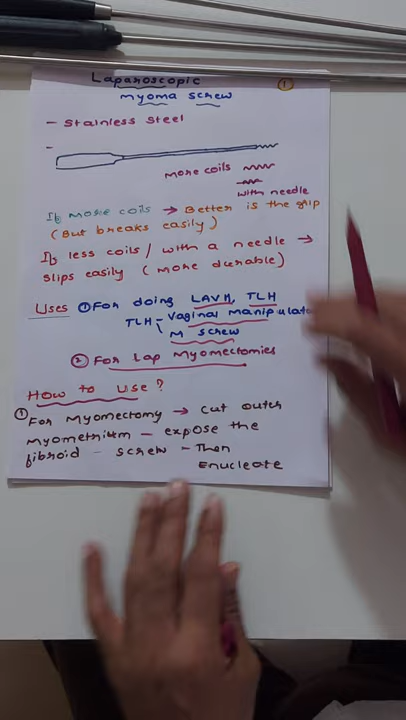 Laparoscopic
①
myoma screw
- Stainless steel
-
more coils
with needle
If more coils → Better is the grip
(But breaks easily)
If less coils / with a needle →
slips easily (more durable)
Uses ① For doing LAVH, TLH
TLH - Vaginal manipulator
M screw
② For Lap Myomectomies
How to Use?
① For Myomectomy → cut outer
myometrium - expose the
fibroid - screw - Then
Enucleate